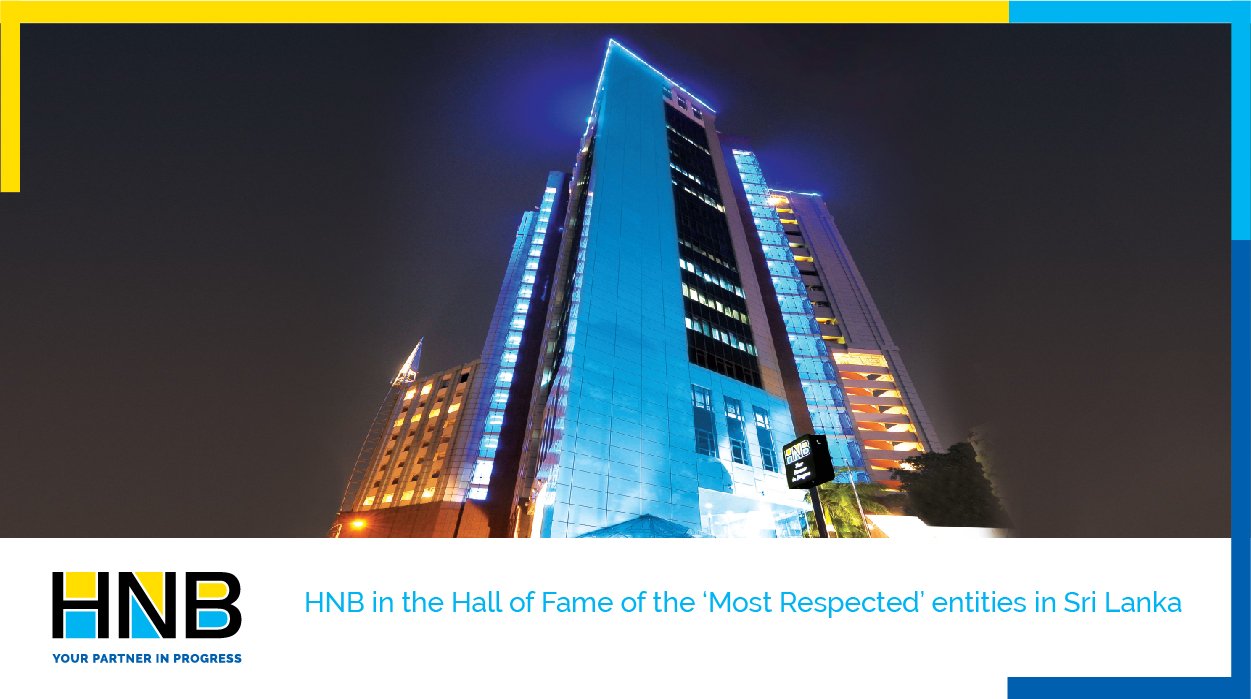 HNB
HNB in the Hall of Fame of the ‘Most Respected’ entities in Sri Lanka
HNB
YOUR PARTNER IN PROGRESS